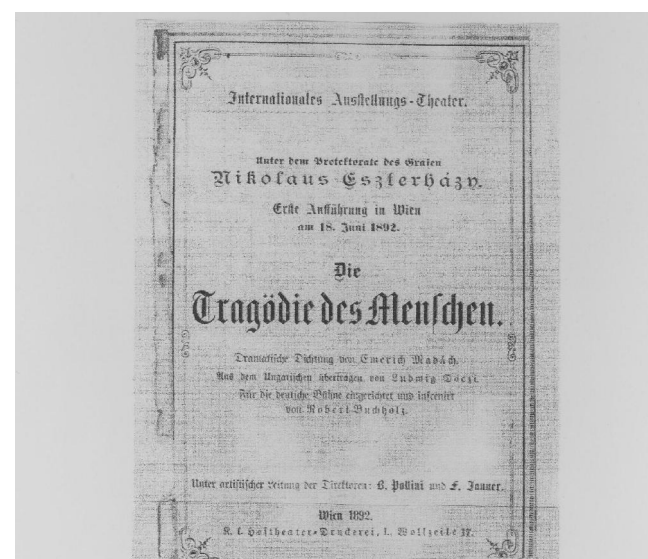 Internationales Ausstellungs-Theater.
Unter dem Protektorate des Grafen
Nikolaus Eszterházy.
Erste Aufführung in Wien
am 18. Juni 1892.
Die
Tragödie des Menschen.
Dramatische Dichtung von Emerich Madách.
Aus dem Ungarischen übertragen von Ludwig Dóczi.
Für die deutsche Bühne eingerichtet und inscenirt
von Robert Buchholz.
Unter artistischer Leitung der Direktoren: B. Pollini und F. Jauner.
Wien 1892.
K. k. Hoftheater-Druckerei, I., Wollzeile 17.